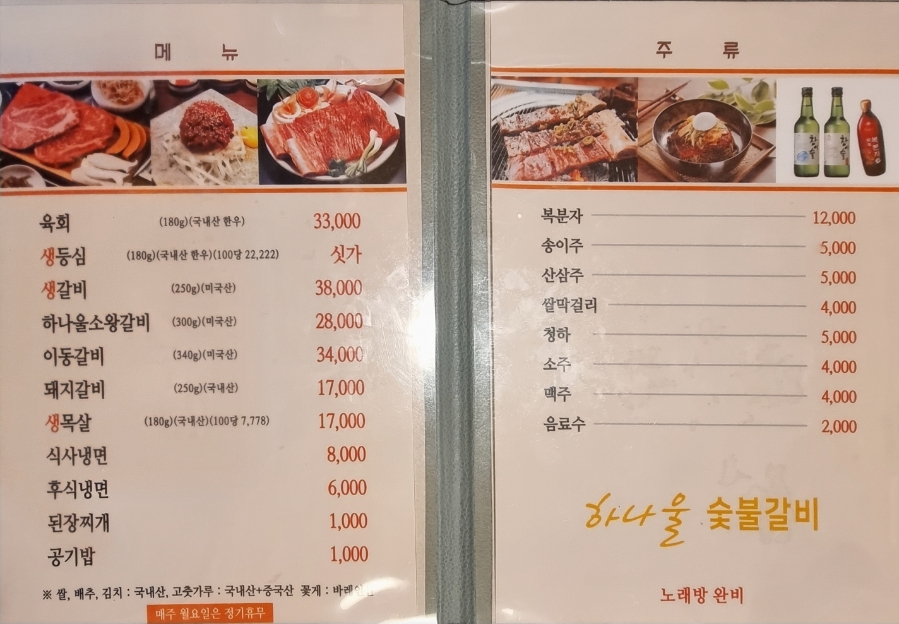 메 뉴
육회 (180g)(국내산 한우) 33,000
생등심 (180g)(국내산 한우)(100당 22,222) 싯가
생갈비 (250g)(미국산) 38,000
하나울소왕갈비 (300g)(미국산) 28,000
이동갈비 (340g)(미국산) 34,000
돼지갈비 (250g)(국내산) 17,000
생목살 (180g)(국내산)(100당 7,778) 17,000
식사냉면 8,000
후식냉면 6,000
된장찌개 1,000
공기밥 1,000
※ 쌀, 배추, 김치 : 국내산, 고춧가루 : 국내산+중국산 꽃게 : 바레인산
매주 월요일은 정기휴무
주 류
복분자 12,000
송이주 5,000
산삼주 5,000
쌀막걸리 4,000
청하 5,000
소주 4,000
맥주 4,000
음료수 2,000
하나울 숯불갈비
노래방 완비